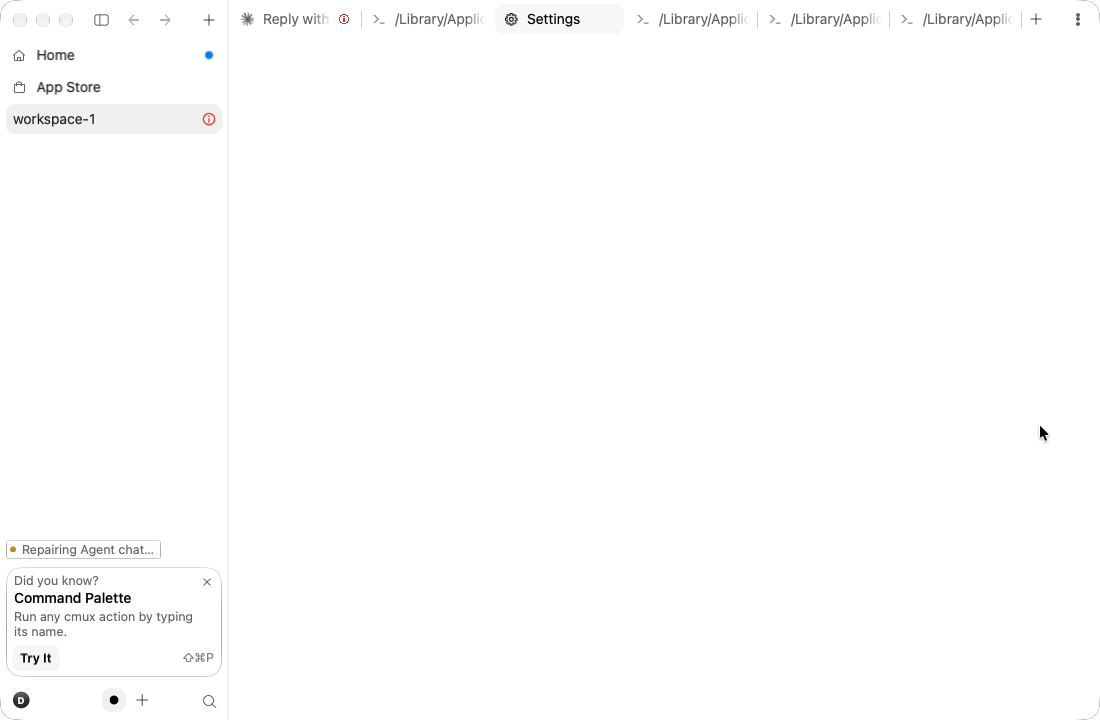 Home
App Store
workspace-1
Reply with
/Library/Applic
Settings
/Library/Applic
/Library/Applic
/Library/Applic
Repairing Agent chat...
Did you know?
Command Palette
Run any cmux action by typing
its name.
Try It
⇧⌘P
D